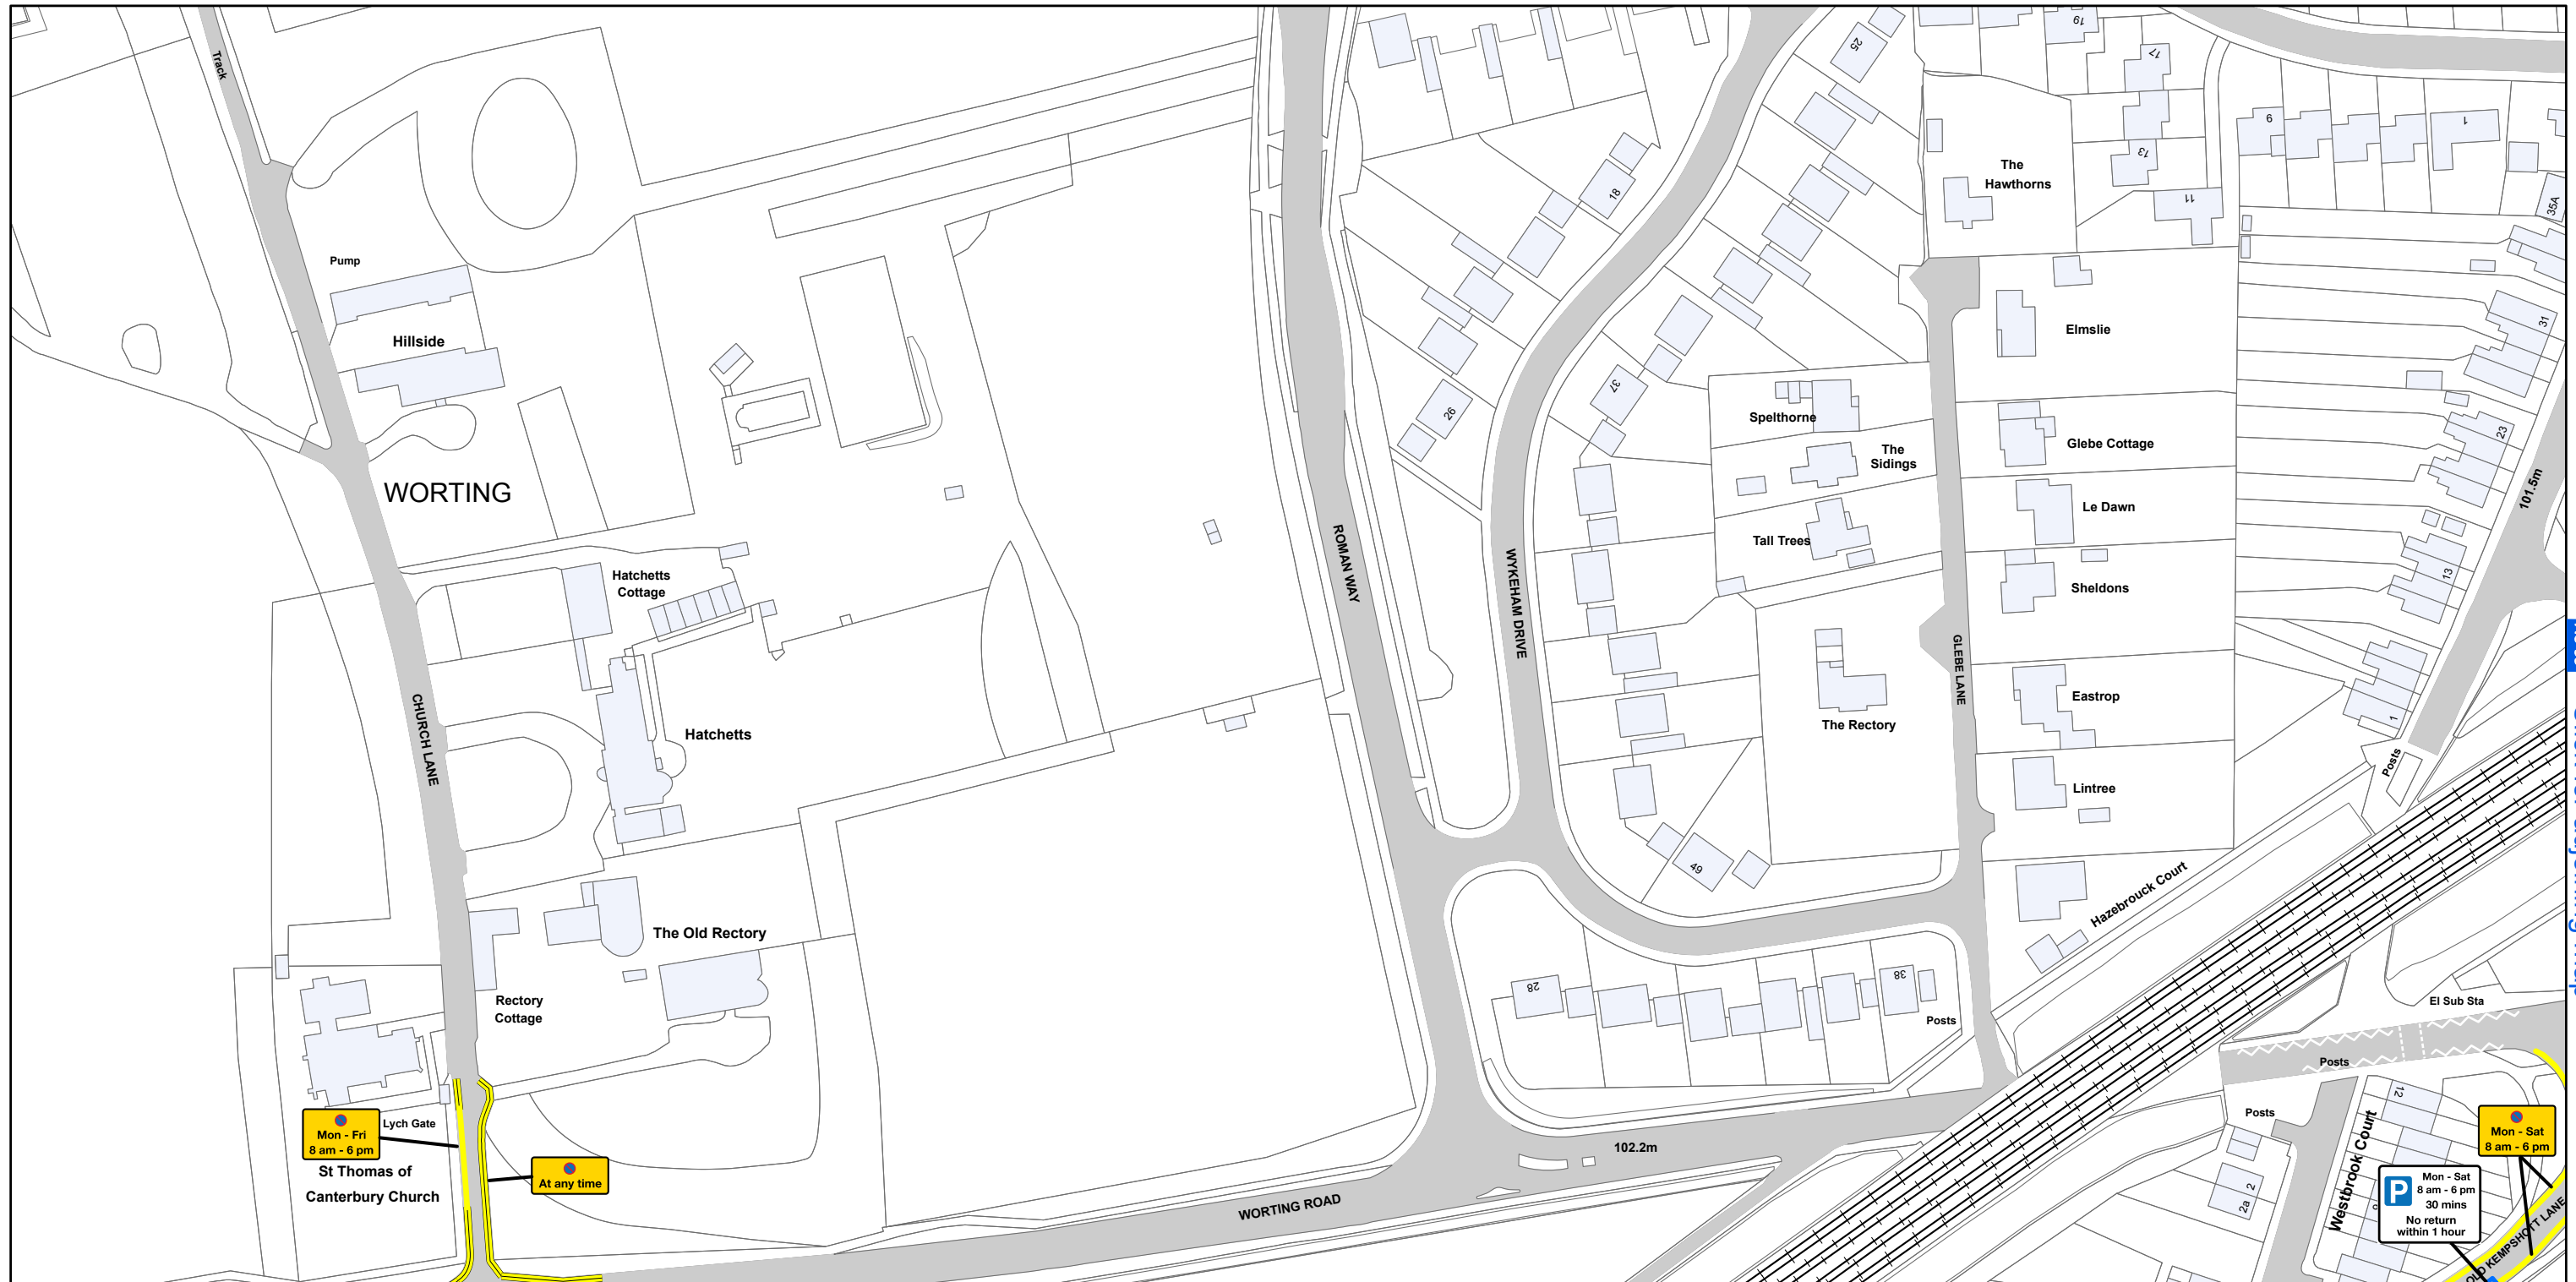 Track
Pump
Hillside
WORTING
Hatchetts
Cottage
CHURCH LANE
Hatchetts
The Old Rectory
Rectory
Cottage
Mon - Fri
8 am - 6 pm
Lych Gate
St Thomas of
Canterbury Church
At any time
ROMAN WAY
WORTING ROAD
102.2m
WYKEHAM DRIVE
18
26
25
37
49
28
38
Posts
Spelthorne
The
Sidings
Tall Trees
The Rectory
GLEBE LANE
The
Hawthorns
Elmslie
Glebe Cottage
Le Dawn
Sheldons
Eastrop
Lintree
Hazebrouck Court
19
17
13
11
9
1
35A
31
23
13
1
101.5m
Posts
El Sub Sta
Posts
Posts
12
Westbrook Court
2
2a
Mon - Sat
8 am - 6 pm
P
Mon - Sat
8 am - 6 pm
30 mins
No return
within 1 hour
OLD KEMPSHOTT LANE